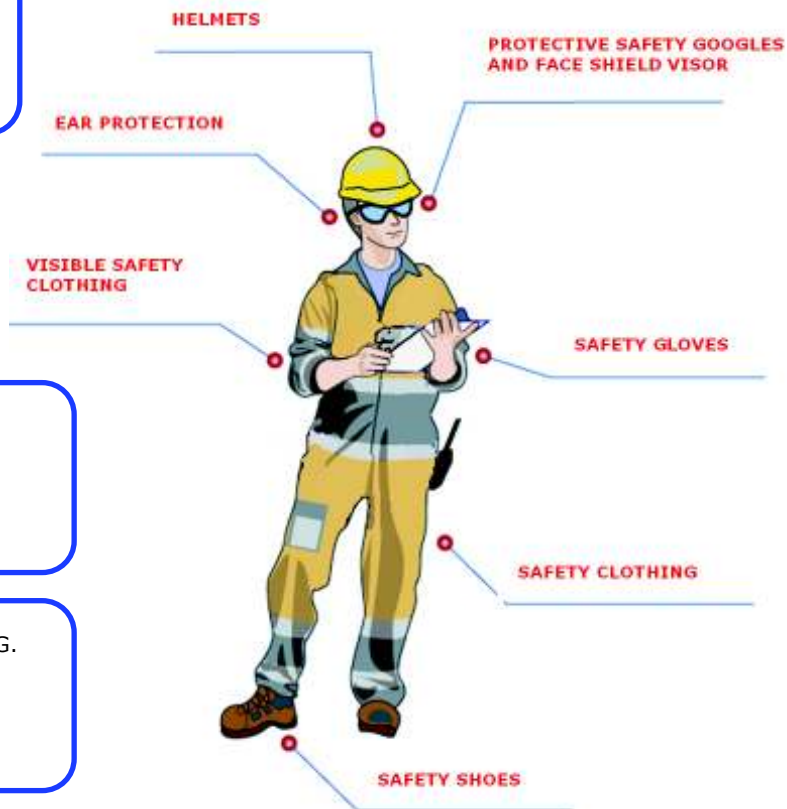 HELMETS
PROTECTIVE SAFETY GOOGLES
AND FACE SHIELD VISOR
EAR PROTECTION
VISIBLE SAFETY
CLOTHING
SAFETY GLOVES
SAFETY CLOTHING
G.
SAFETY SHOES